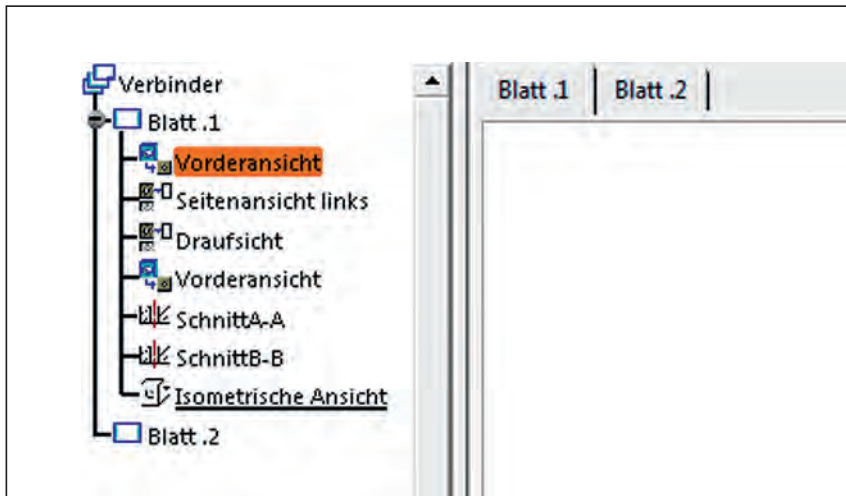 Verbinder
Blatt .1
Vorderansicht
Seitenansicht links
Draufsicht
Vorderansicht
SchnittA-A
SchnittB-B
Isometrische Ansicht
Blatt .2
Blatt .1
Blatt .2